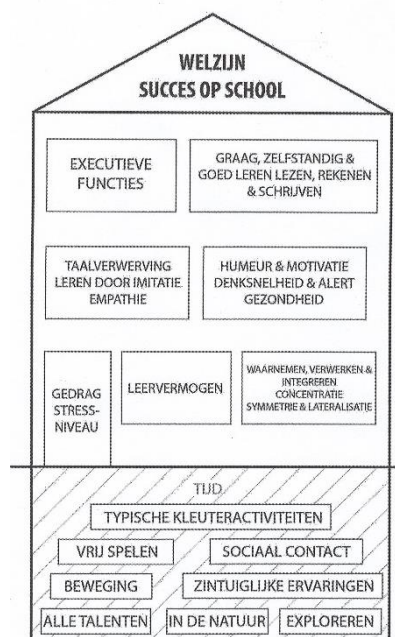 WELZIJN
SUCCES OP SCHOOL
EXECUTIEVE
FUNCTIES
GRAAG, ZELFSTANDIG &
GOED LEREN LEZEN, REKENEN
& SCHRIJVEN
TAALVERWERVING
LEREN DOOR IMITATIE
EMPATHIE
HUMEUR & MOTIVATIE
DENKSNELHEID & ALERT
GEZONDHEID
GEDRAG
STRESS-
NIVEAU
LEERVERMOGEN
WAARNEMEN, VERWERKEN &
INTEGREREN
CONCENTRATIE
SYMMETRIE & LATERALISATIE
TIJD
TYPISCHE KLEUTERACTIVITEITEN
VRIJ SPELEN
SOCIAAL CONTACT
BEWEGING
ZINTUIGLIJKE ERVARINGEN
ALLE TALENTEN
IN DE NATUUR
EXPLOREREN